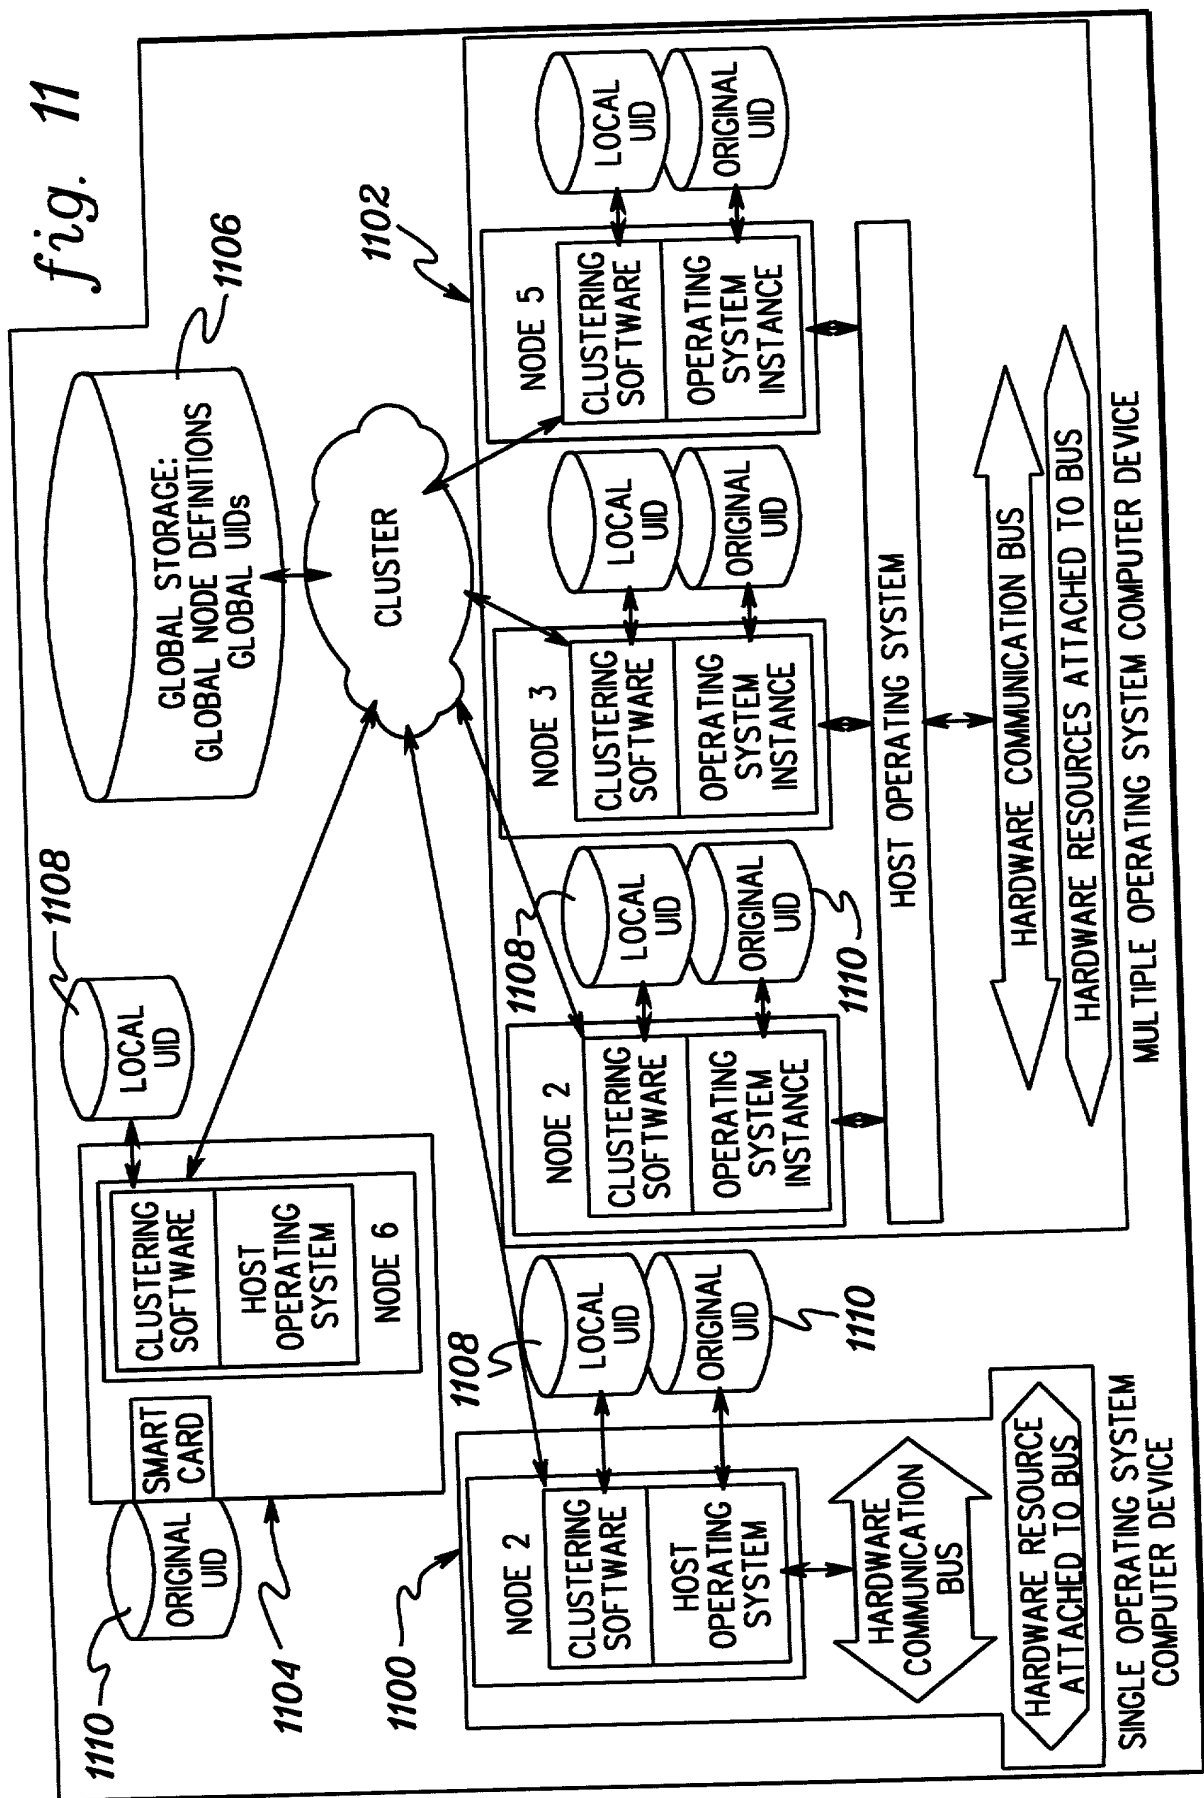 fig. 11
1110
ORIGINAL
UID
SMART
CARD
1104
CLUSTERING
SOFTWARE
HOST
OPERATING
SYSTEM
NODE 6
LOCAL
UID
1108
GLOBAL STORAGE:
GLOBAL NODE DEFINITIONS
GLOBAL UIDs
1106
CLUSTER
1100
NODE 2
CLUSTERING
SOFTWARE
HOST
OPERATING
SYSTEM
1108
LOCAL
UID
ORIGINAL
UID
1110
HARDWARE
COMMUNICATION
BUS
HARDWARE RESOURCE
ATTACHED TO BUS
SINGLE OPERATING SYSTEM
COMPUTER DEVICE
1102
NODE 2
CLUSTERING
SOFTWARE
OPERATING
SYSTEM
INSTANCE
1108
LOCAL
UID
ORIGINAL
UID
1110
NODE 3
CLUSTERING
SOFTWARE
OPERATING
SYSTEM
INSTANCE
LOCAL
UID
ORIGINAL
UID
NODE 5
CLUSTERING
SOFTWARE
OPERATING
SYSTEM
INSTANCE
LOCAL
UID
ORIGINAL
UID
HOST OPERATING SYSTEM
HARDWARE COMMUNICATION BUS
HARDWARE RESOURCES ATTACHED TO BUS
MULTIPLE OPERATING SYSTEM COMPUTER DEVICE